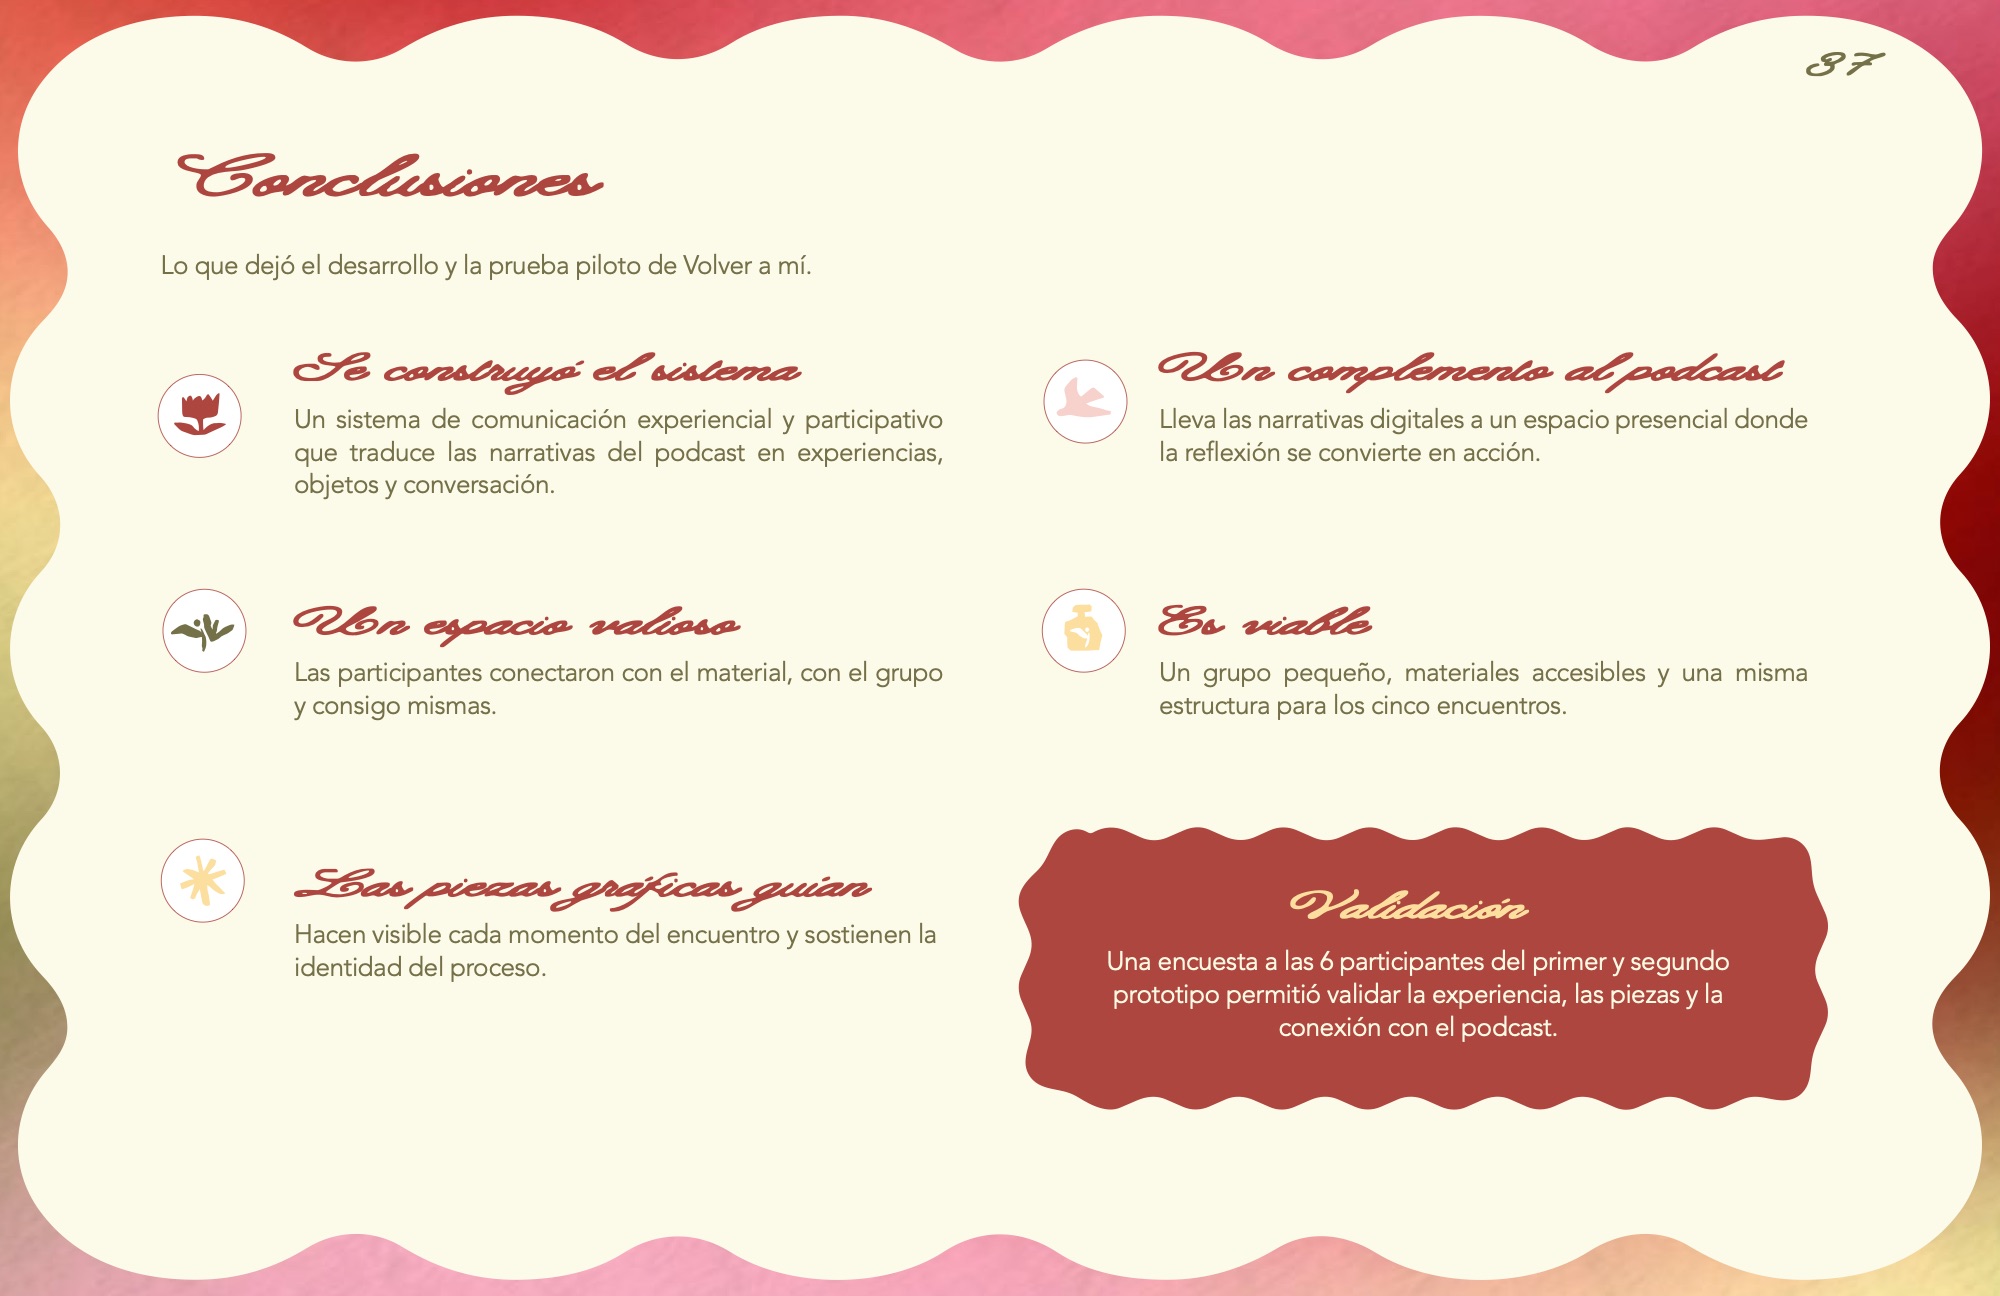 37
Conclusiones
Lo que dejó el desarrollo y la prueba piloto de Volver a mí.
Se construyó el sistema
Un sistema de comunicación experiencial y participativo
que traduce las narrativas del podcast en experiencias,
objetos y conversación.
Un complemento al podcast
Lleva las narrativas digitales a un espacio presencial donde
la reflexión se convierte en acción.
Un espacio valioso
Las participantes conectaron con el material, con el grupo
y consigo mismas.
Es viable
Un grupo pequeño, materiales accesibles y una misma
estructura para los cinco encuentros.
Las piezas gráficas guían
Hacen visible cada momento del encuentro y sostienen la
identidad del proceso.
Validación
Una encuesta a las 6 participantes del primer y segundo
prototipo permitió validar la experiencia, las piezas y la
conexión con el podcast.